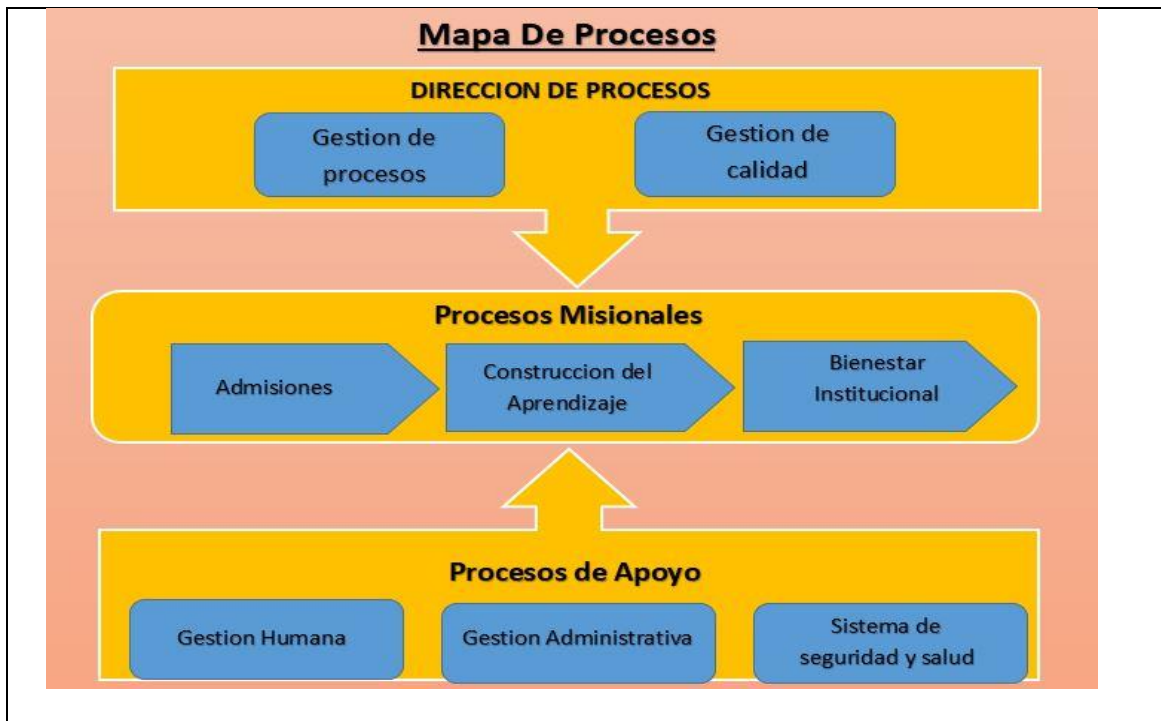 Mapa De Procesos
DIRECCION DE PROCESOS
Gestion de
procesos
Gestion de
calidad
Procesos Misionales
Admisiones
Construccion del
Aprendizaje
Bienestar
Institucional
Procesos de Apoyo
Gestion Humana
Gestion Administrativa
Sistema de
seguridad y salud